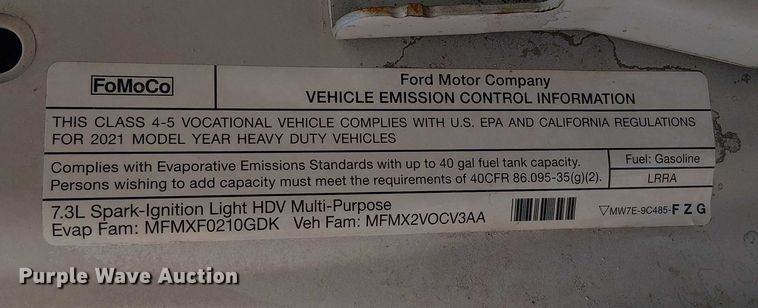 FoMoCo
Ford Motor Company
VEHICLE EMISSION CONTROL INFORMATION
THIS CLASS 4-5 VOCATIONAL VEHICLE COMPLIES WITH U.S. EPA AND CALIFORNIA REGULATIONS
FOR 2021 MODEL YEAR HEAVY DUTY VEHICLES
Complies with Evaporative Emissions Standards with up to 40 gal fuel tank capacity.
Persons wishing to add capacity must meet the requirements of 40CFR 86.095-35(g)(2).
Fuel: Gasoline
LRRA
7.3L Spark-Ignition Light HDV Multi-Purpose
Evap Fam: MFMXF0210GDK Veh Fam: MFMX2VOCV3AA
▽MW7E-9C485-F Z G
Purple Wave Auction